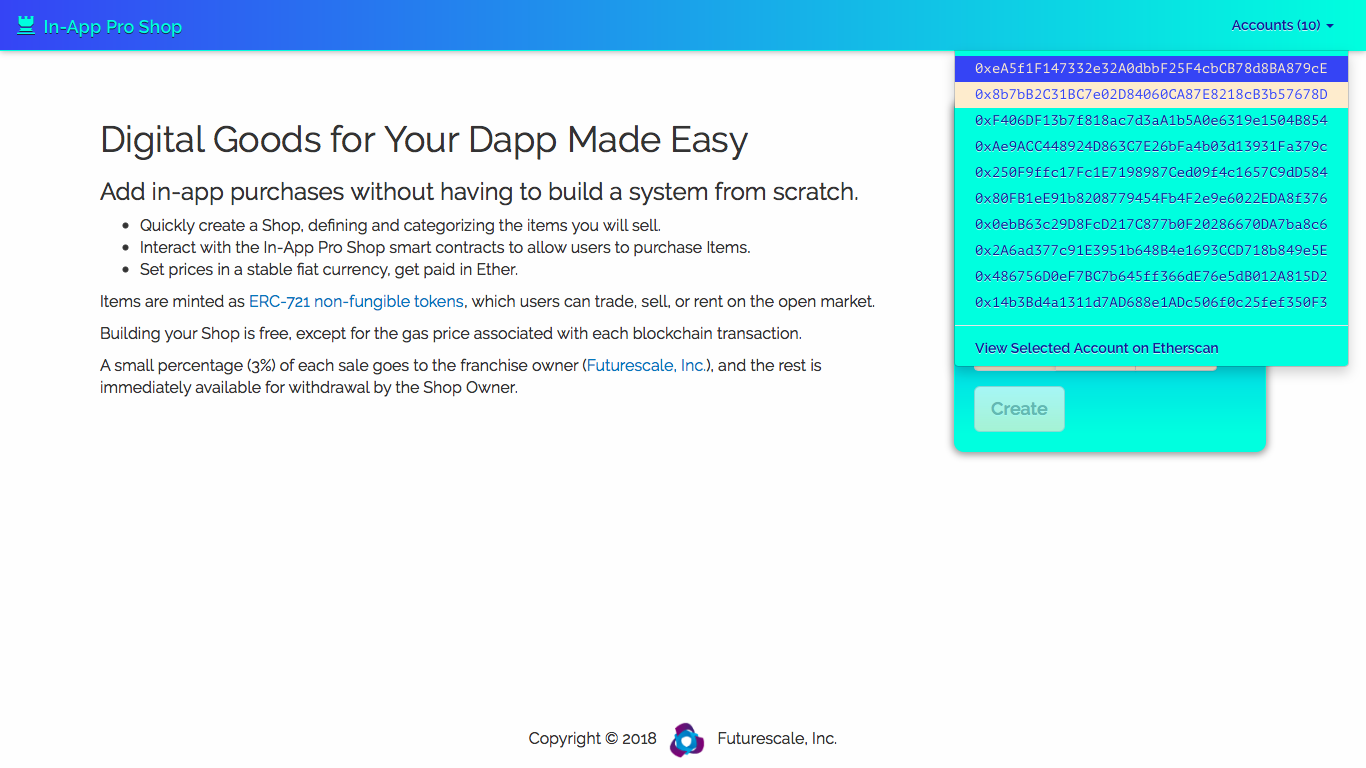 In-App Pro Shop
Accounts (10)
0xeA5f1F147332e32A0dbbF25F4cbCB78d8BA879cE
0x8b7bB2C31BC7e02D84060CA87E8218cB3b57678D
0xF406DF13b7f818ac7d3aA1b5A0e6319e1504B854
0xAe9ACC448924D863C7E26bFa4b03d13931Fa379c
0x250F9ffc17Fc1E7198987Ced09f4c1657C9dD584
0x80FB1eE91b8208779454Fb4F2e9e6022EDA8f376
0x0ebB63c29D8FcD217C877b0F20286670DA7ba8c6
0x2A6ad377c91E3951b648B4e1693CCD718b849e5E
0x486756D0eF7BC7b645ff366dE76e5dB012A815D2
0x14b3Bd4a1311d7AD688e1ADc506f0c25fef350F3
View Selected Account on Etherscan
Digital Goods for Your Dapp Made Easy
Add in-app purchases without having to build a system from scratch.
Quickly create a Shop, defining and categorizing the items you will sell.
Interact with the In-App Pro Shop smart contracts to allow users to purchase Items.
Set prices in a stable fiat currency, get paid in Ether.
Items are minted as ERC-721 non-fungible tokens, which users can trade, sell, or rent on the open market.
Building your Shop is free, except for the gas price associated with each blockchain transaction.
A small percentage (3%) of each sale goes to the franchise owner (Futurescale, Inc.), and the rest is
immediately available for withdrawal by the Shop Owner.
Create
Copyright © 2018 Futurescale, Inc.